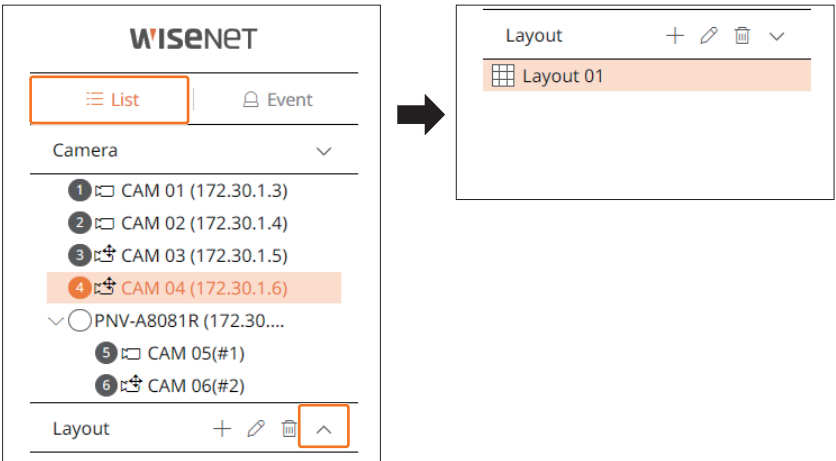 WISENET
List
Event
Camera
1 CAM 01 (172.30.1.3)
2 CAM 02 (172.30.1.4)
3 CAM 03 (172.30.1.5)
4 CAM 04 (172.30.1.6)
PNV-A8081R (172.30....
5 CAM 05(#1)
6 CAM 06(#2)
Layout
Layout
Layout 01